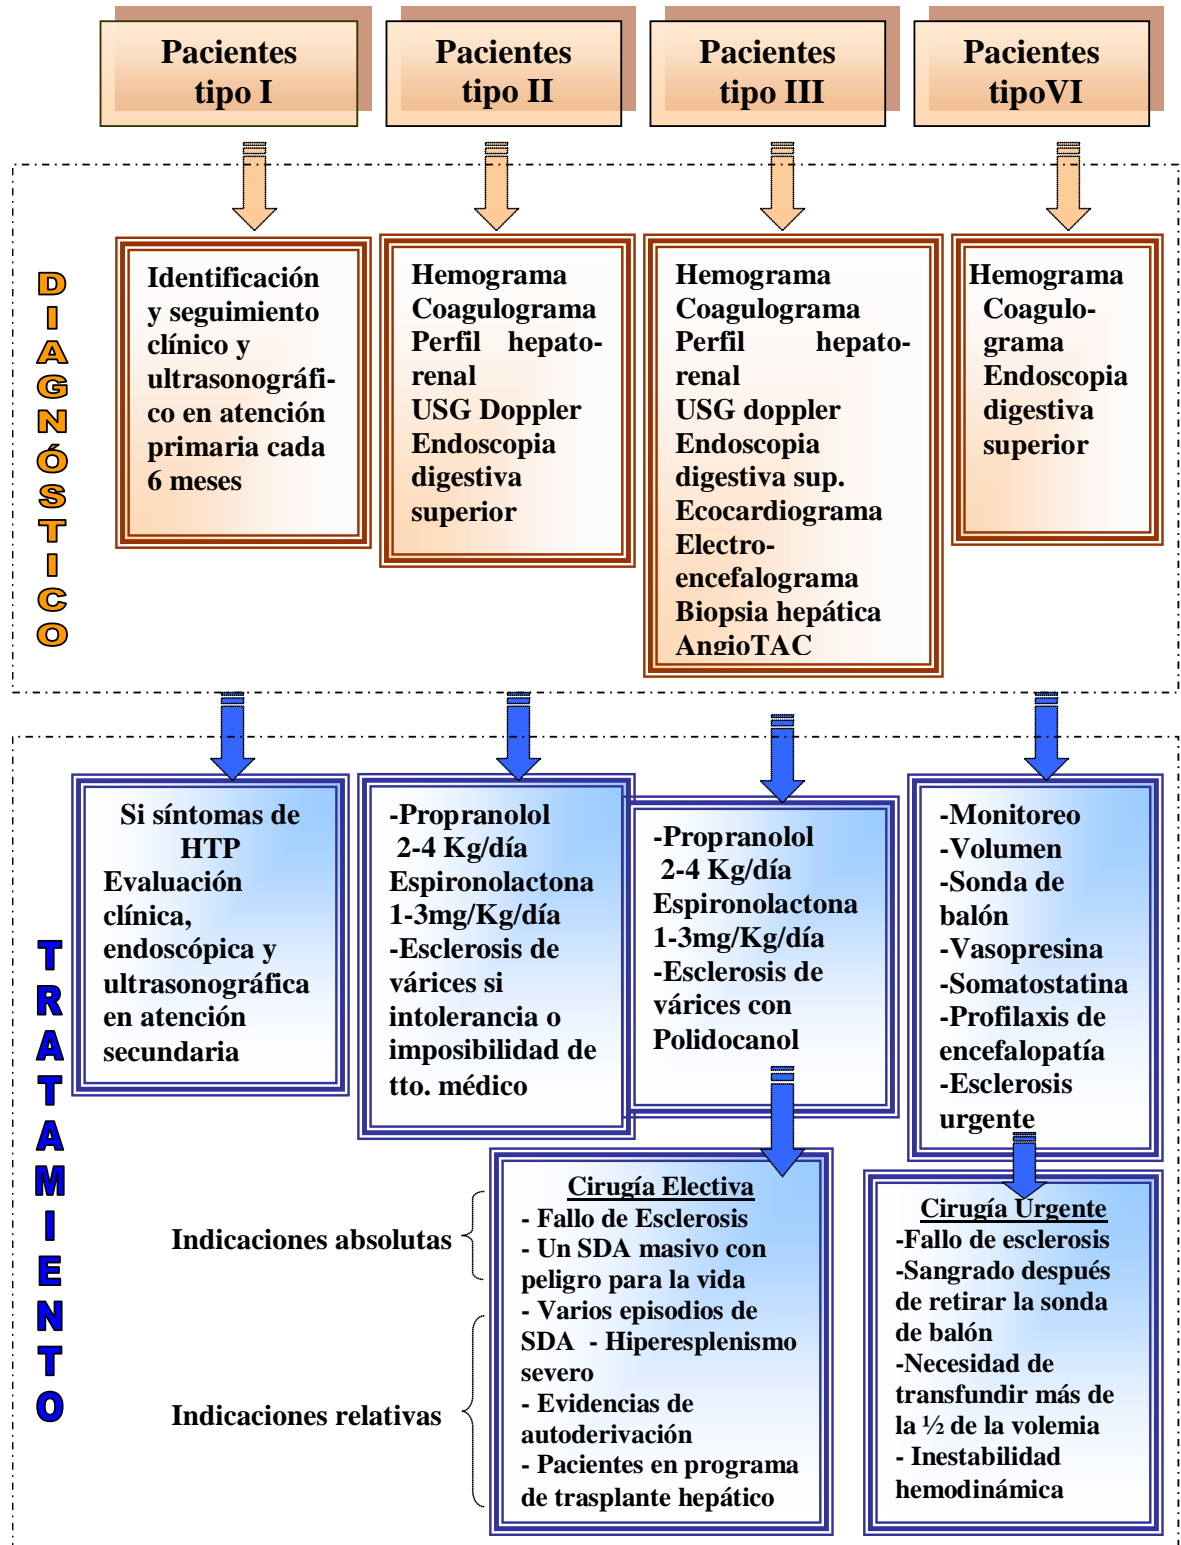 Pacientes
tipo I
Pacientes
tipo II
Pacientes
tipo III
Pacientes
tipoVI
DIAGNÓSTICO
Identificación
y seguimiento
clínico y
ultrasonográfi-
co en atención
primaria cada
6 meses
Hemograma
Coagulograma
Perfil hepato-
renal
USG Doppler
Endoscopia
digestiva
superior
Hemograma
Coagulograma
Perfil hepato-
renal
USG doppler
Endoscopia
digestiva sup.
Ecocardiograma
Electro-
encefalograma
Biopsia hepática
AngioTAC
Hemograma
Coagulo-
grama
Endoscopia
digestiva
superior
TRATAMIENTO
Si síntomas de
HTP
Evaluación
clínica,
endoscópica y
ultrasonográfica
en atención
secundaria
-Propranolol
2-4 Kg/día
Espironolactona
1-3mg/Kg/día
-Esclerosis de
várices si
intolerancia o
imposibilidad de
tto. médico
-Propranolol
2-4 Kg/día
Espironolactona
1-3mg/Kg/día
-Esclerosis de
várices con
Polidocanol
-Monitoreo
-Volumen
-Sonda de
balón
-Vasopresina
-Somatostatina
-Profilaxis de
encefalopatía
-Esclerosis
urgente
Indicaciones absolutas
Indicaciones relativas
Cirugía Electiva
- Fallo de Esclerosis
- Un SDA masivo con
peligro para la vida
- Varios episodios de
SDA - Hiperesplenismo
severo
- Evidencias de
autoderivación
- Pacientes en programa
de trasplante hepático
Cirugía Urgente
-Fallo de esclerosis
-Sangrado después
de retirar la sonda
de balón
-Necesidad de
transfundir más de
la ½ de la volemia
- Inestabilidad
hemodinámica